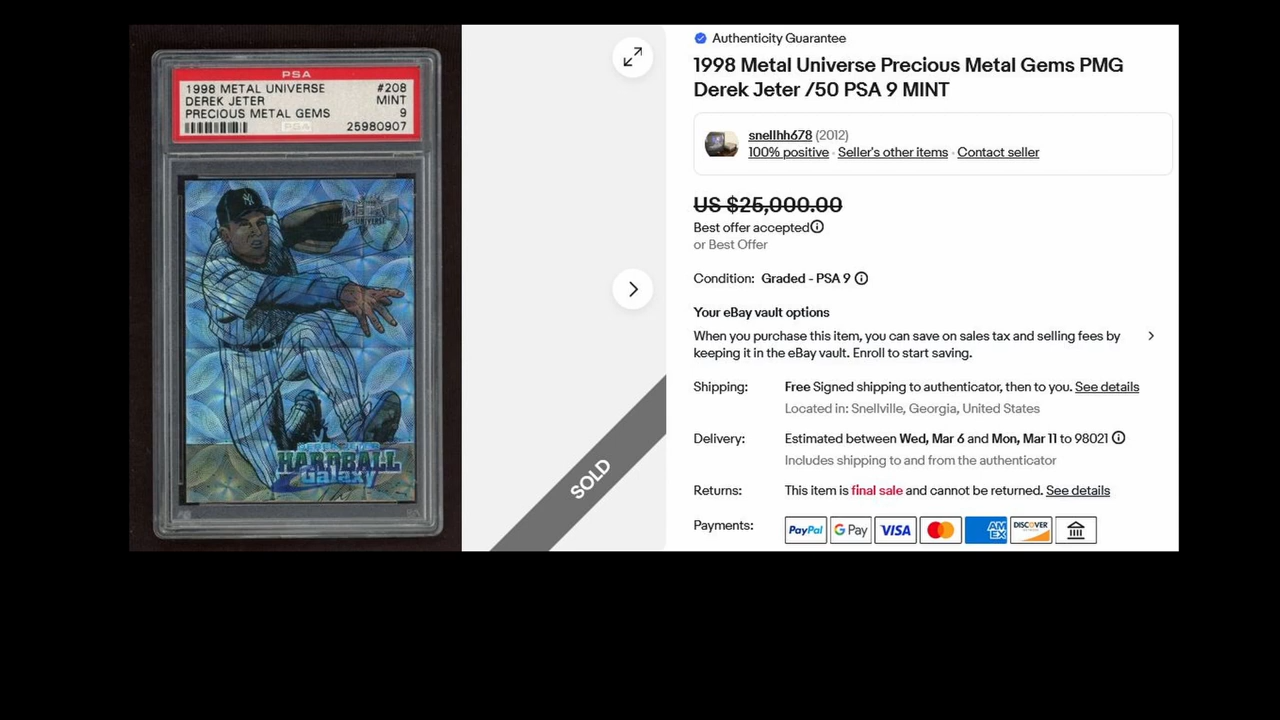 PSA
1998 METAL UNIVERSE #208
DEREK JETER MINT
PRECIOUS METAL GEMS 9
PSA 25980907
METAL
UNIVERSE
HARDBALL
Galaxy
SOLD
Authenticity Guarantee
1998 Metal Universe Precious Metal Gems PMG
Derek Jeter /50 PSA 9 MINT
snellhh678 (2012)
100% positive · Seller's other items · Contact seller
US $25,000.00
Best offer accepted
or Best Offer
Condition: Graded - PSA 9
Your eBay vault options
When you purchase this item, you can save on sales tax and selling fees by
keeping it in the eBay vault. Enroll to start saving.
Shipping: Free Signed shipping to authenticator, then to you. See details
Located in: Snellville, Georgia, United States
Delivery: Estimated between Wed, Mar 6 and Mon, Mar 11 to 98021
Includes shipping to and from the authenticator
Returns: This item is final sale and cannot be returned. See details
Payments: PayPal G Pay VISA AM EX DISCOVER